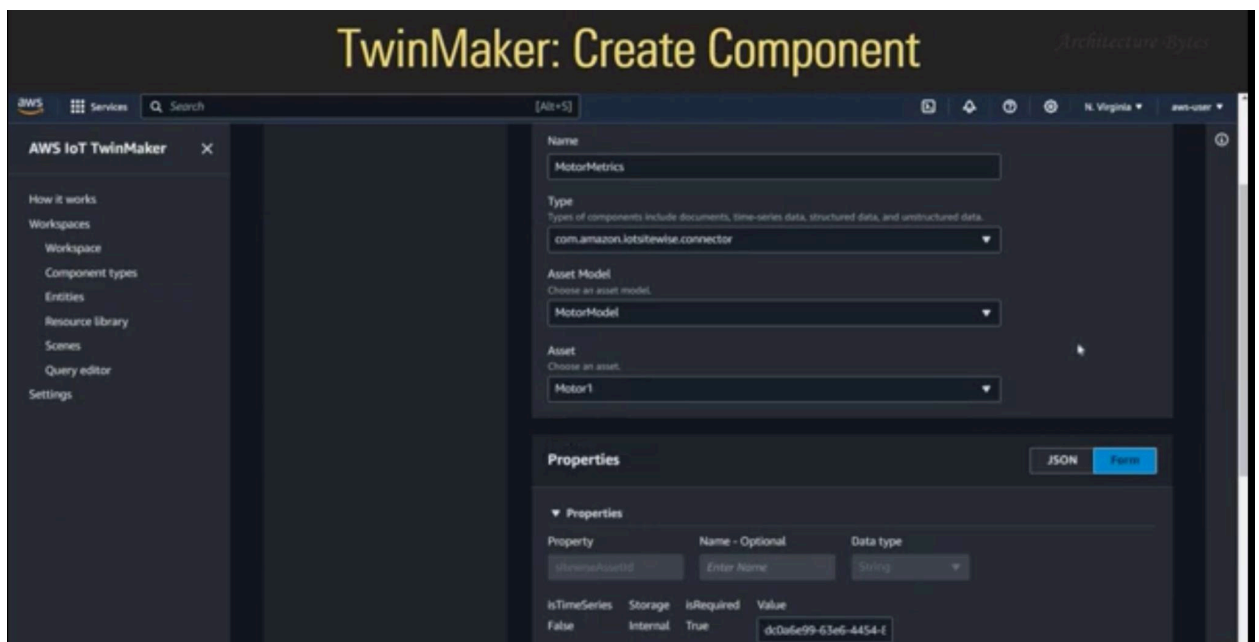 TwinMaker: Create Component
Architecture-Bytes
aws Services Search [Alt+S] N. Virginia aws-user
AWS IoT TwinMaker
How it works
Workspaces
Workspace
Component types
Entities
Resource library
Scenes
Query editor
Settings
Name
MotorMetrics
Type
Types of components include documents, time-series data, structured data, and unstructured data.
com.amazon.iotsitewise.connector
Asset Model
Choose an asset model.
MotorModel
Asset
Choose an asset.
Motor1
Properties JSON Form
Properties
Property Name - Optional Data type
sitewiseAssetId Enter Name String
isTimeSeries Storage isRequired Value
False Internal True dc0a6e99-63e6-4454-